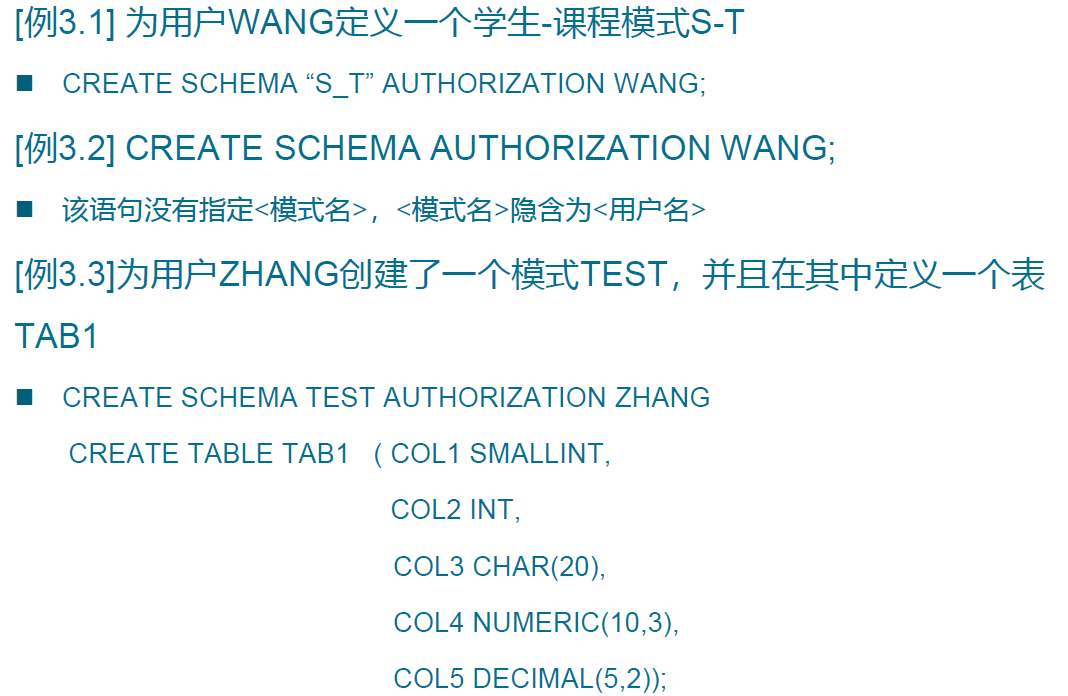 [例3.1] 为用户WANG定义一个学生-课程模式S-T
■ CREATE SCHEMA “S_T” AUTHORIZATION WANG;
[例3.2] CREATE SCHEMA AUTHORIZATION WANG;
■ 该语句没有指定<模式名>，<模式名>隐含为<用户名>
[例3.3]为用户ZHANG创建了一个模式TEST，并且在其中定义一个表
TAB1
■ CREATE SCHEMA TEST AUTHORIZATION ZHANG
CREATE TABLE TAB1 ( COL1 SMALLINT,
COL2 INT,
COL3 CHAR(20),
COL4 NUMERIC(10,3),
COL5 DECIMAL(5,2));